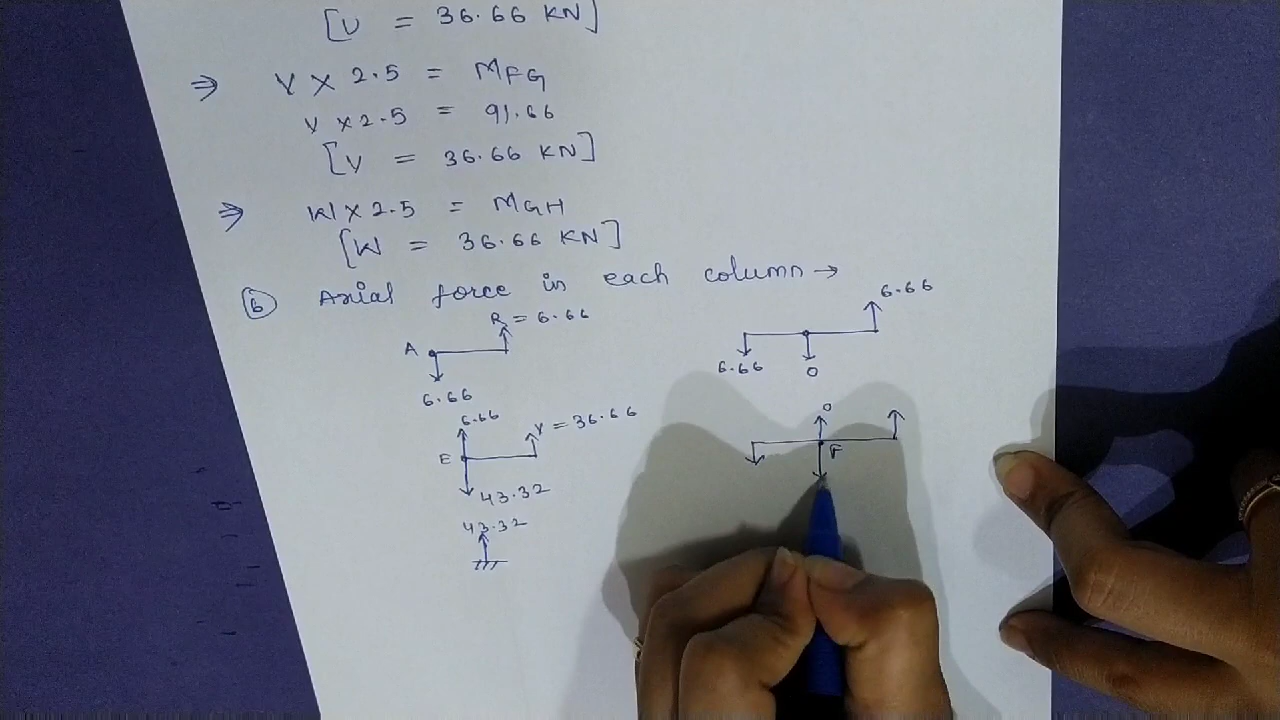 [U = 36.66 KN]
⇒ V × 2.5 = MFG
V × 2.5 = 91.66
[V = 36.66 KN]
⇒ W × 2.5 = MGH
[W = 36.66 KN]
⑥ Axial force in each column →
R = 6.66
A
6.66
6.66
V = 36.66
E
43.32
43.32
6.66
6.66
0
0
F